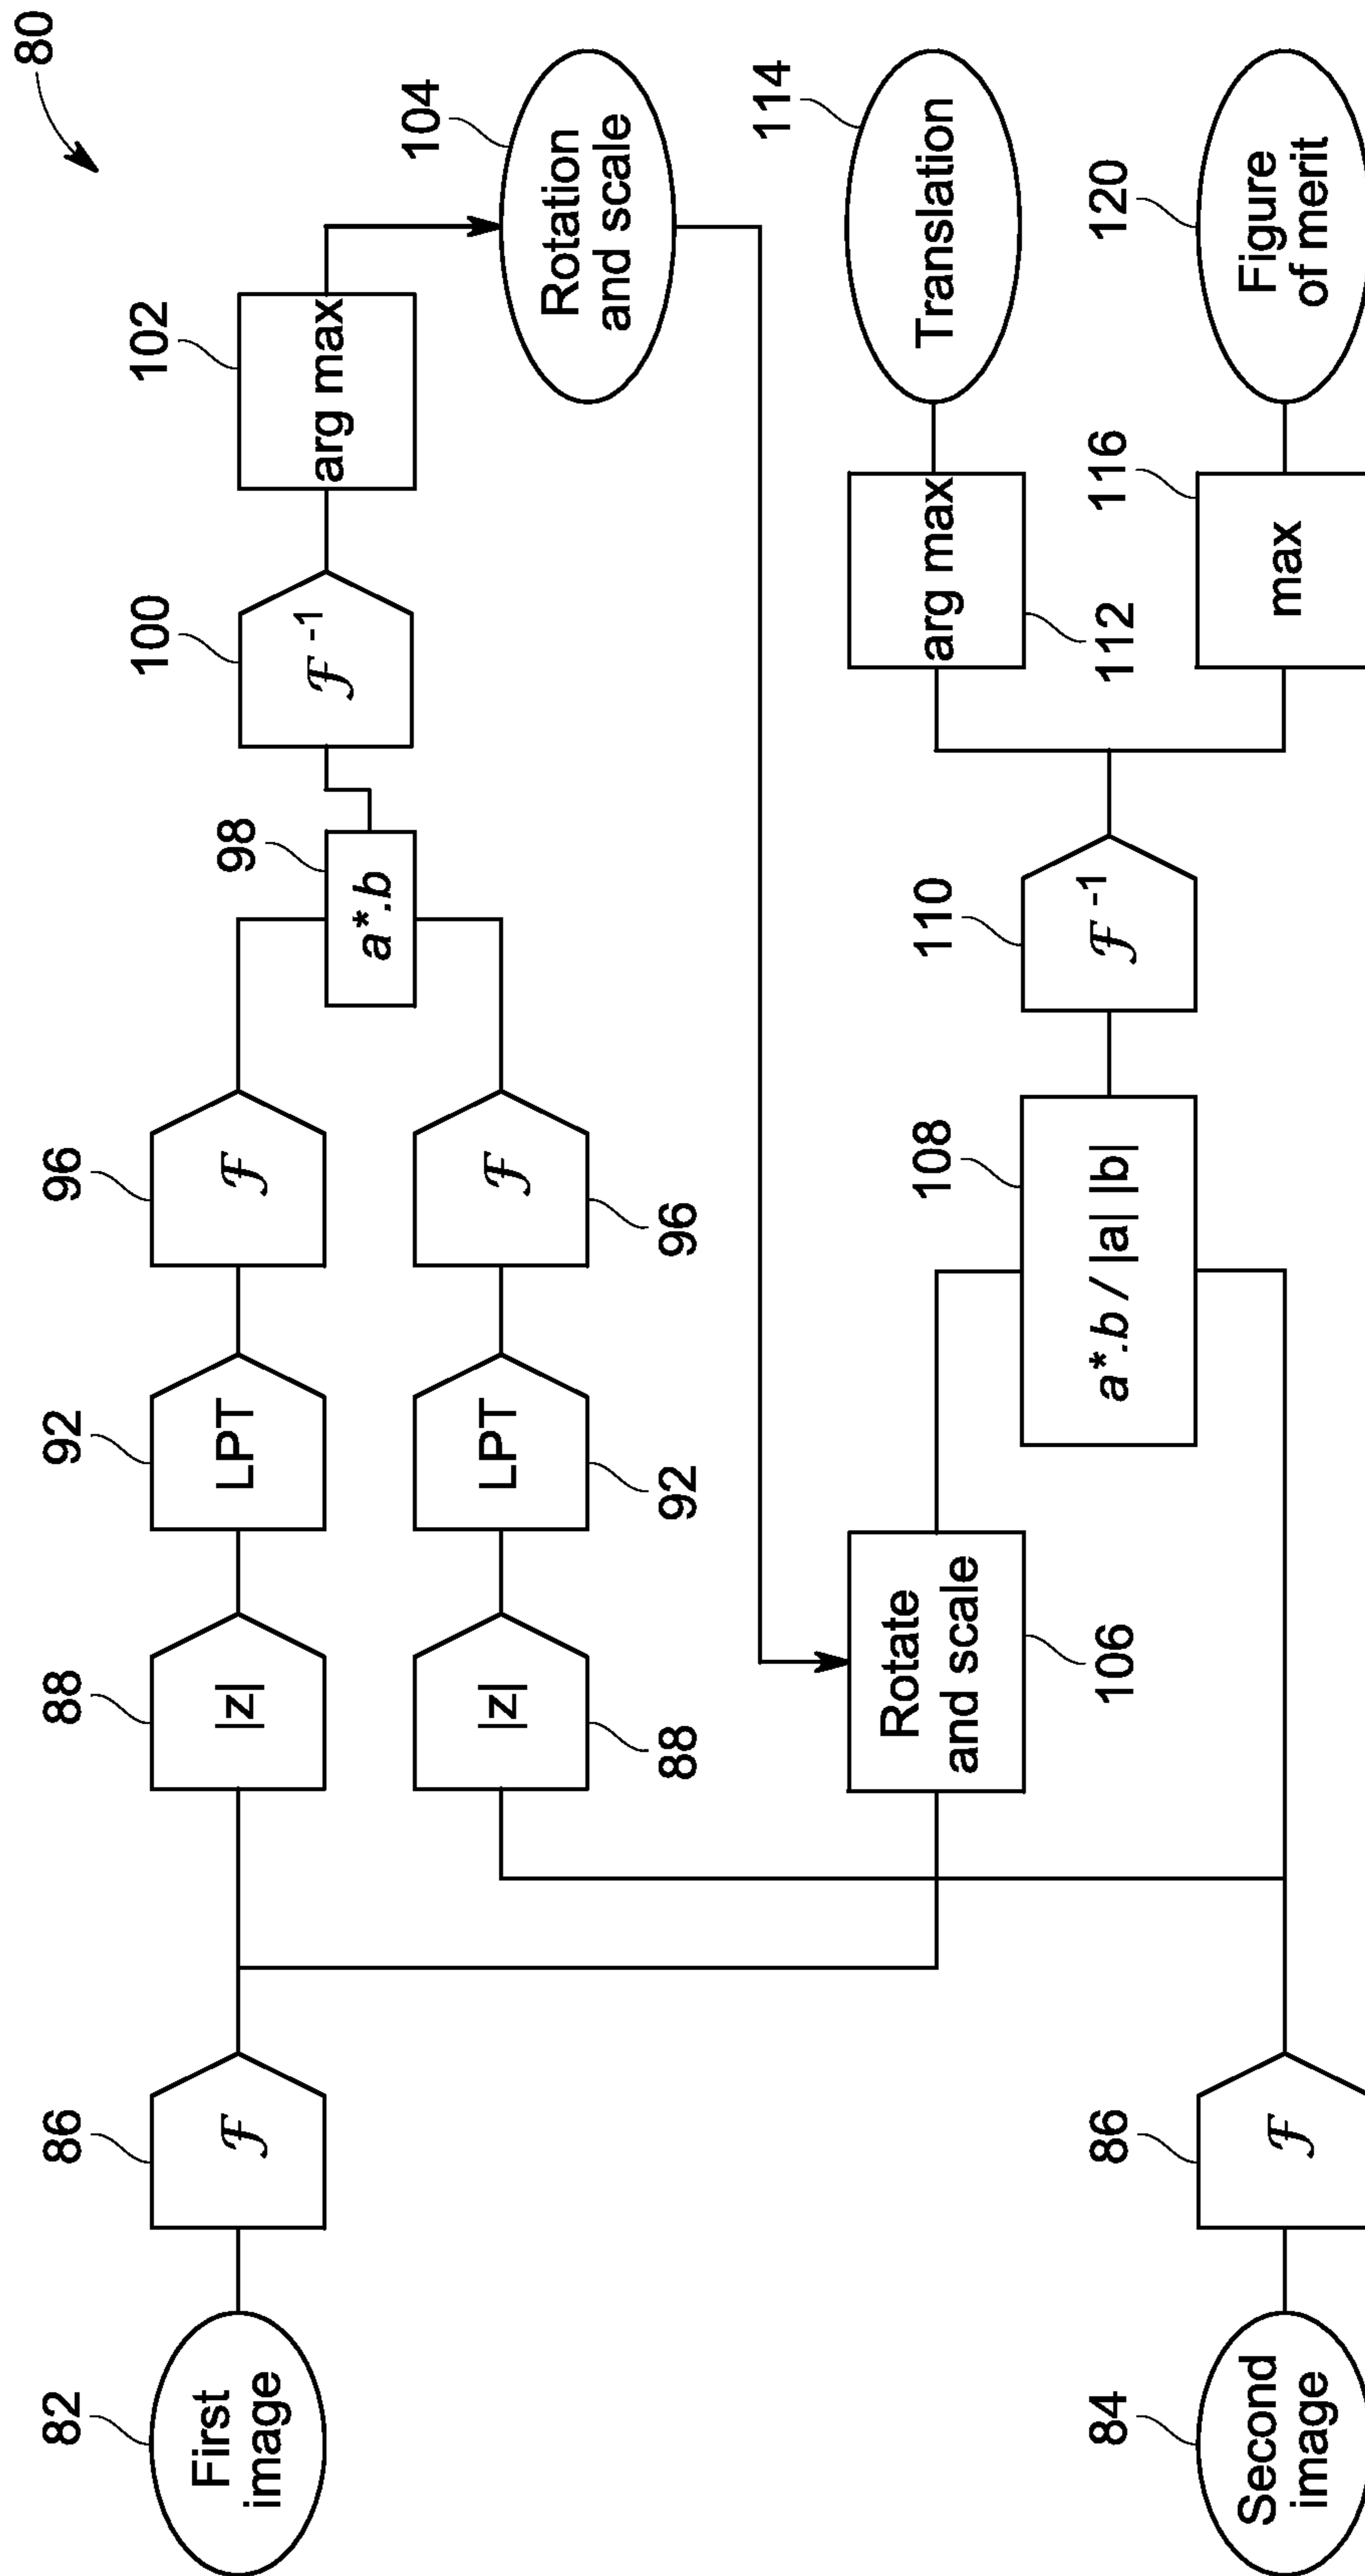 80
82
First
image
86
ℱ
88
|z|
92
LPT
96
ℱ
88
|z|
92
LPT
96
ℱ
98
a*.b
100
ℱ -1
102
arg max
104
Rotation
and scale
106
Rotate
and scale
108
a*.b / |a| |b|
110
ℱ -1
112
arg max
114
Translation
116
max
120
Figure
of merit
84
Second
image
86
ℱ